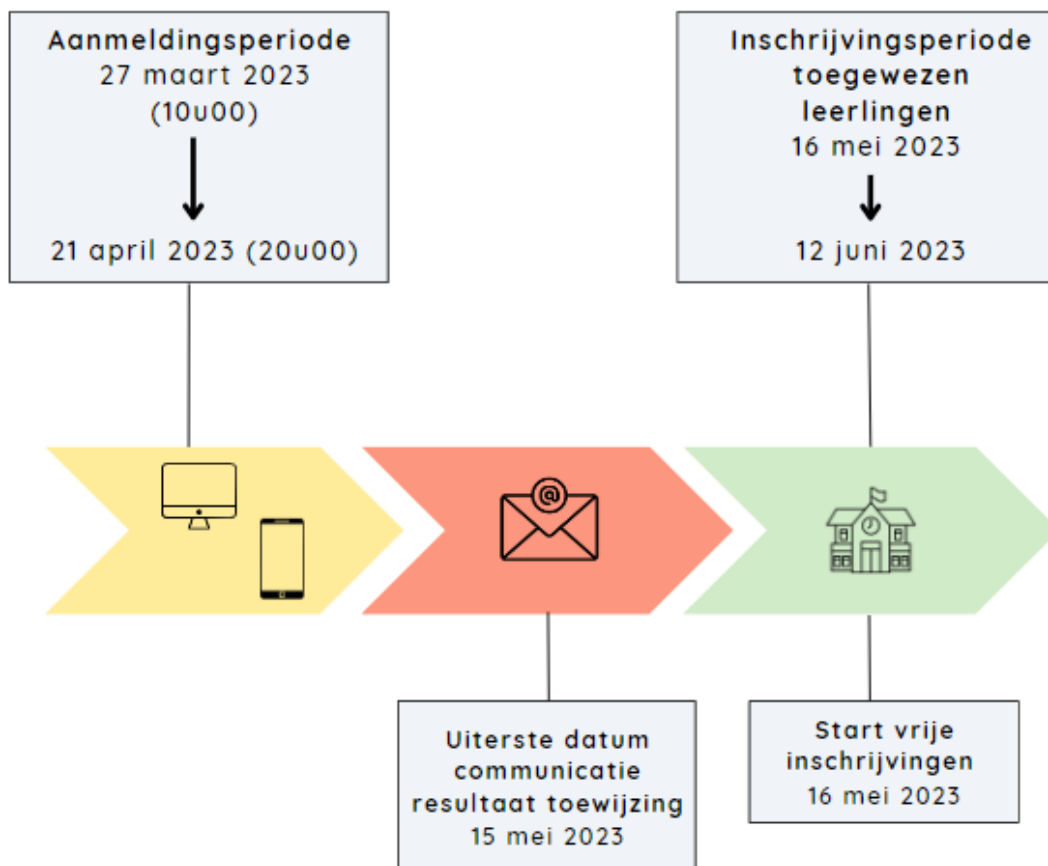 Aanmeldingsperiode
27 maart 2023
(10u00)
21 april 2023 (20u00)
Inschrijvingsperiode
toegewezen
leerlingen
16 mei 2023
12 juni 2023
@
Uiterste datum
communicatie
resultaat toewijzing
15 mei 2023
Start vrije
inschrijvingen
16 mei 2023